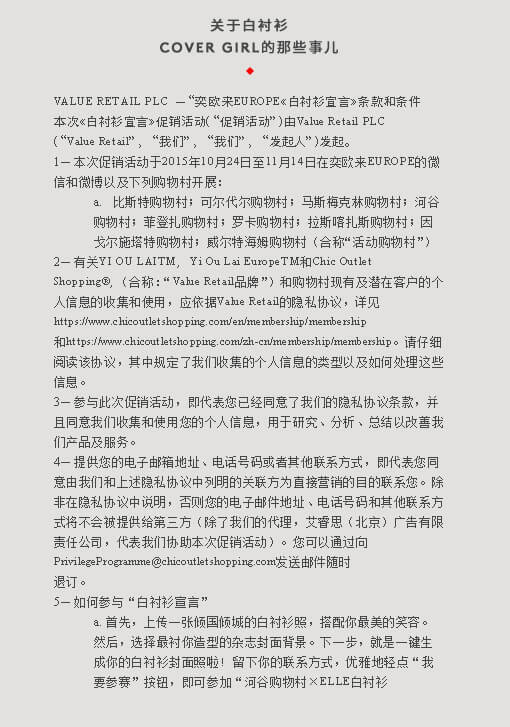 关于白衬衫
COVER GIRL的那些事儿
VALUE RETAIL PLC —“奕欧来EUROPE《白衬衫宣言》条款和条件
本次《白衬衫宣言》促销活动(“促销活动”)由Value Retail PLC
(“Value Retail”, “我们”, “我们”, “发起人”)发起。
1— 本次促销活动于2015年10月24日至11月14日在奕欧来EUROPE的微
信和微博以及下列购物村开展：
a. 比斯特购物村；可尔代尔购物村；马斯梅克林购物村；河谷
购物村；菲登扎购物村；罗卡购物村；拉斯喀扎斯购物村；因
戈尔施塔特购物村；威尔特海姆购物村（合称“活动购物村”）
2— 有关YI OU LAITM, Yi Ou Lai EuropeTM和Chic Outlet
Shopping®,（合称:“ Value Retail品牌”）和购物村现有及潜在客户的个
人信息的收集和使用，应依据Value Retail的隐私协议，详见
https://www.chicoutletshopping.com/en/membership/membership
和https://www.chicoutletshopping.com/zh-cn/membership/membership。请仔细
阅读该协议，其中规定了我们收集的个人信息的类型以及如何处理这些
信息。
3— 参与此次促销活动，即代表您已经同意了我们的隐私协议条款，并
且同意我们收集和使用您的个人信息，用于研究、分析、总结以改善我
们产品及服务。
4— 提供您的电子邮箱地址、电话号码或者其他联系方式，即代表您同
意由我们和上述隐私协议中列明的关联方为直接营销的目的联系您。除
非在隐私协议中说明，否则您的电子邮件地址、电话号码和其他联系方
式将不会被提供给第三方（除了我们的代理，艾睿思（北京）广告有限
责任公司，代表我们协助本次促销活动）。您可以通过向
PrivilegeProgramme@chicoutletshopping.com发送邮件随时
退订。
5— 如何参与“白衬衫宣言”
a. 首先，上传一张倾国倾城的白衬衫照，搭配你最美的笑容。
然后，选择最衬你造型的杂志封面背景。下一步，就是一键生
成你的白衬衫封面照啦！留下你的联系方式，优雅地轻点“我
要参赛”按钮，即可参加“河谷购物村×ELLE白衬衫